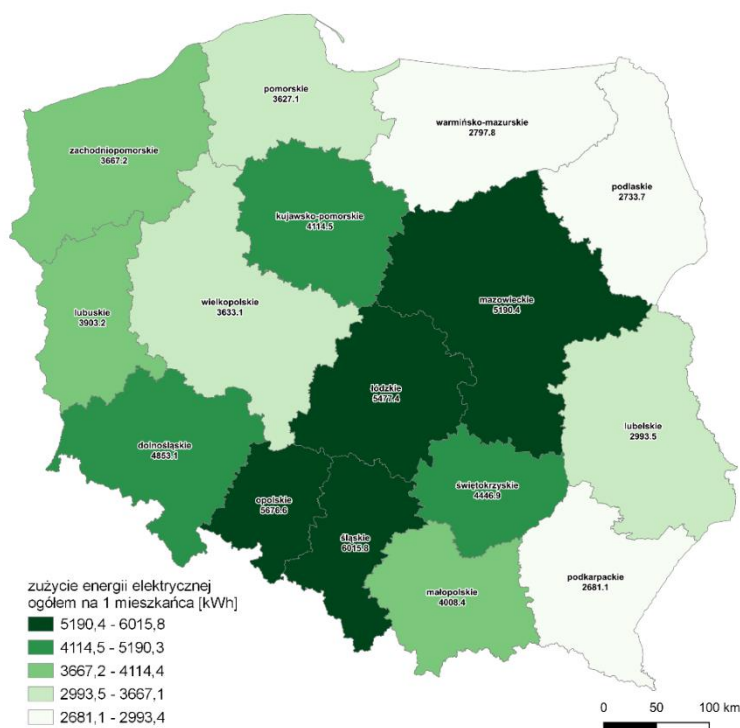 pomorskie
3627.1
warmińsko-mazurskie
2797.8
zachodniopomorskie
3667.2
podlaskie
2733.7
kujawsko-pomorskie
4114.5
mazowieckie
5190.4
wielkopolskie
3633.1
lubuskie
3903.2
łódzkie
5477.4
lubelskie
2993.5
dolnośląskie
4853.1
świętokrzyskie
4446.9
opolskie
5676.6
śląskie
6015.8
podkarpackie
2681.1
małopolskie
4008.4
zużycie energii elektrycznej
ogółem na 1 mieszkańca [kWh]
5190,4 - 6015,8
4114,5 - 5190,3
3667,2 - 4114,4
2993,5 - 3667,1
2681,1 - 2993,4
0 50 100 km